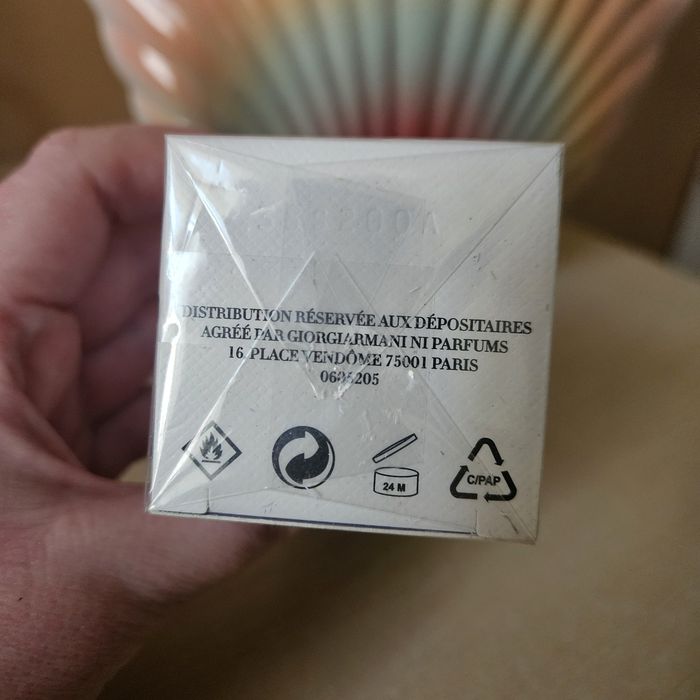 DISTRIBUTION RÉSERVÉE AUX DÉPOSITAIRES
AGRÉÉ PAR GIORGIARMANI NI PARFUMS
16, PLACE VENDÔME 75001 PARIS
24 M
C/PAP